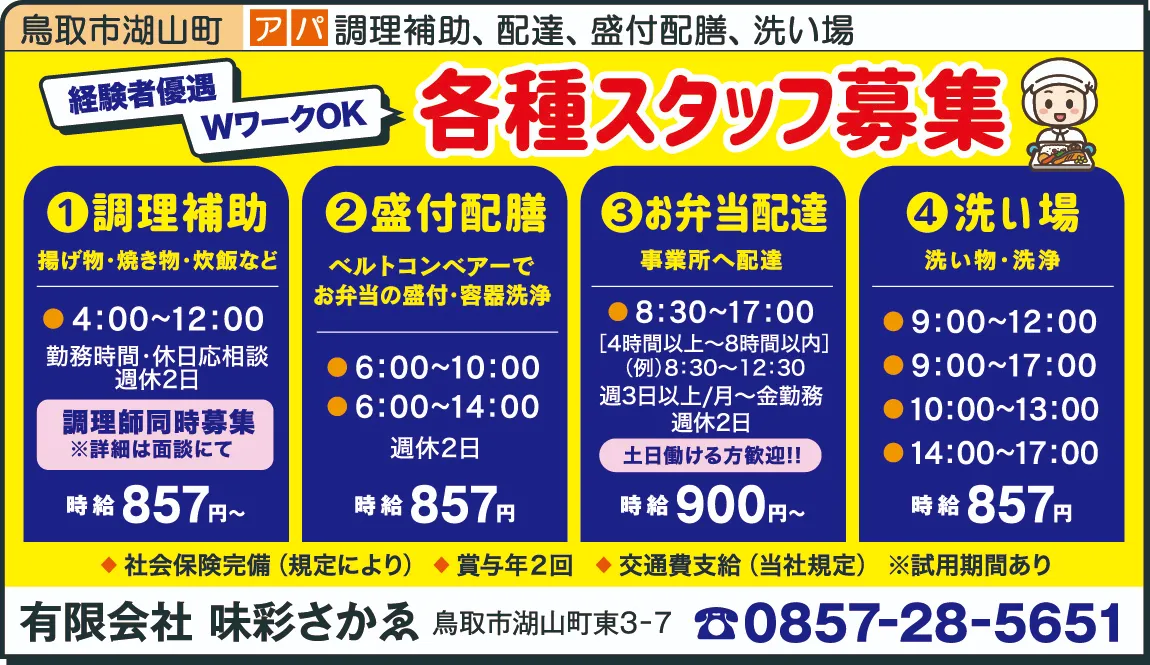 鳥取市湖山町
アパ 調理補助、配達、盛付配膳、洗い場
経験者優遇
WワークOK
各種スタッフ募集
❶調理補助
揚げ物・焼き物・炊飯など
●4:00~12:00
勤務時間・休日応相談
週休2日
調理師同時募集
※詳細は面談にて
時給857円~
❷盛付配膳
ベルトコンベアーで
お弁当の盛付・容器洗浄
●6:00~10:00
●6:00~14:00
週休2日
時給857円
❸お弁当配達
事業所へ配達
●8:30~17:00
[4時間以上~8時間以内]
(例)8:30~12:30
週3日以上/月~金勤務
週休2日
土日働ける方歓迎!!
時給900円~
❹洗い場
洗い物・洗浄
●9:00~12:00
●9:00~17:00
●10:00~13:00
●14:00~17:00
時給857円
◆社会保険完備(規定により) ◆賞与年2回 ◆交通費支給(当社規定) ※試用期間あり
有限会社 味彩さかゑ 鳥取市湖山町東3-7 ☎0857-28-5651